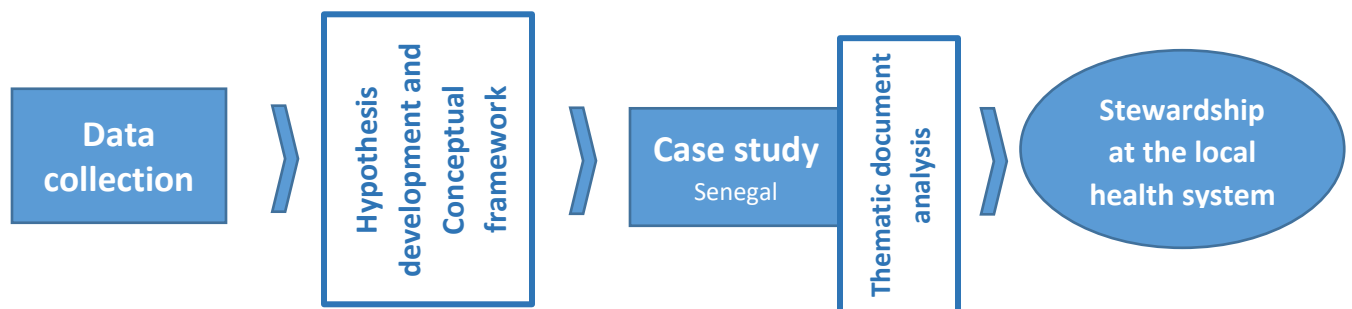 Data
collection
Hypothesis
development and
Conceptual
framework
Case study
Senegal
Thematic document
analysis
Stewardship
at the local
health system